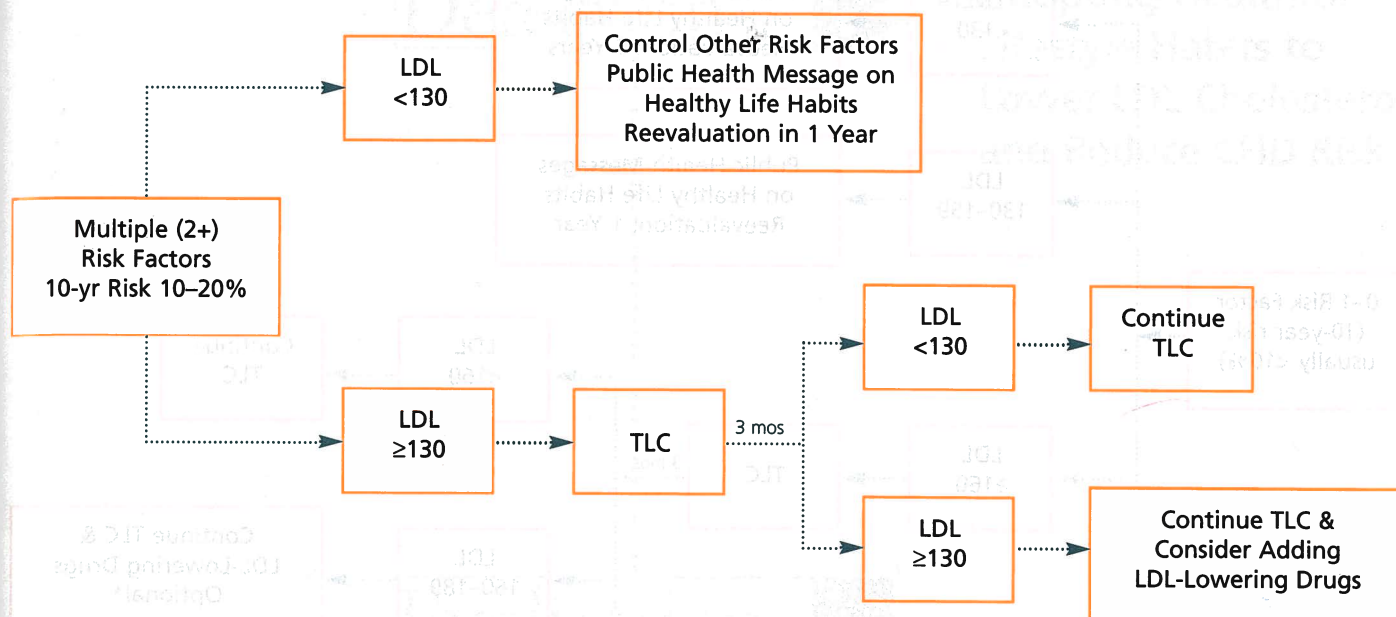 LDL
<130
Control Other Risk Factors
Public Health Message on
Healthy Life Habits
Reevaluation in 1 Year
Multiple (2+)
Risk Factors
10-yr Risk 10–20%
LDL
≥130
TLC
3 mos
LDL
<130
Continue
TLC
LDL
≥130
Continue TLC &
Consider Adding
LDL-Lowering Drugs